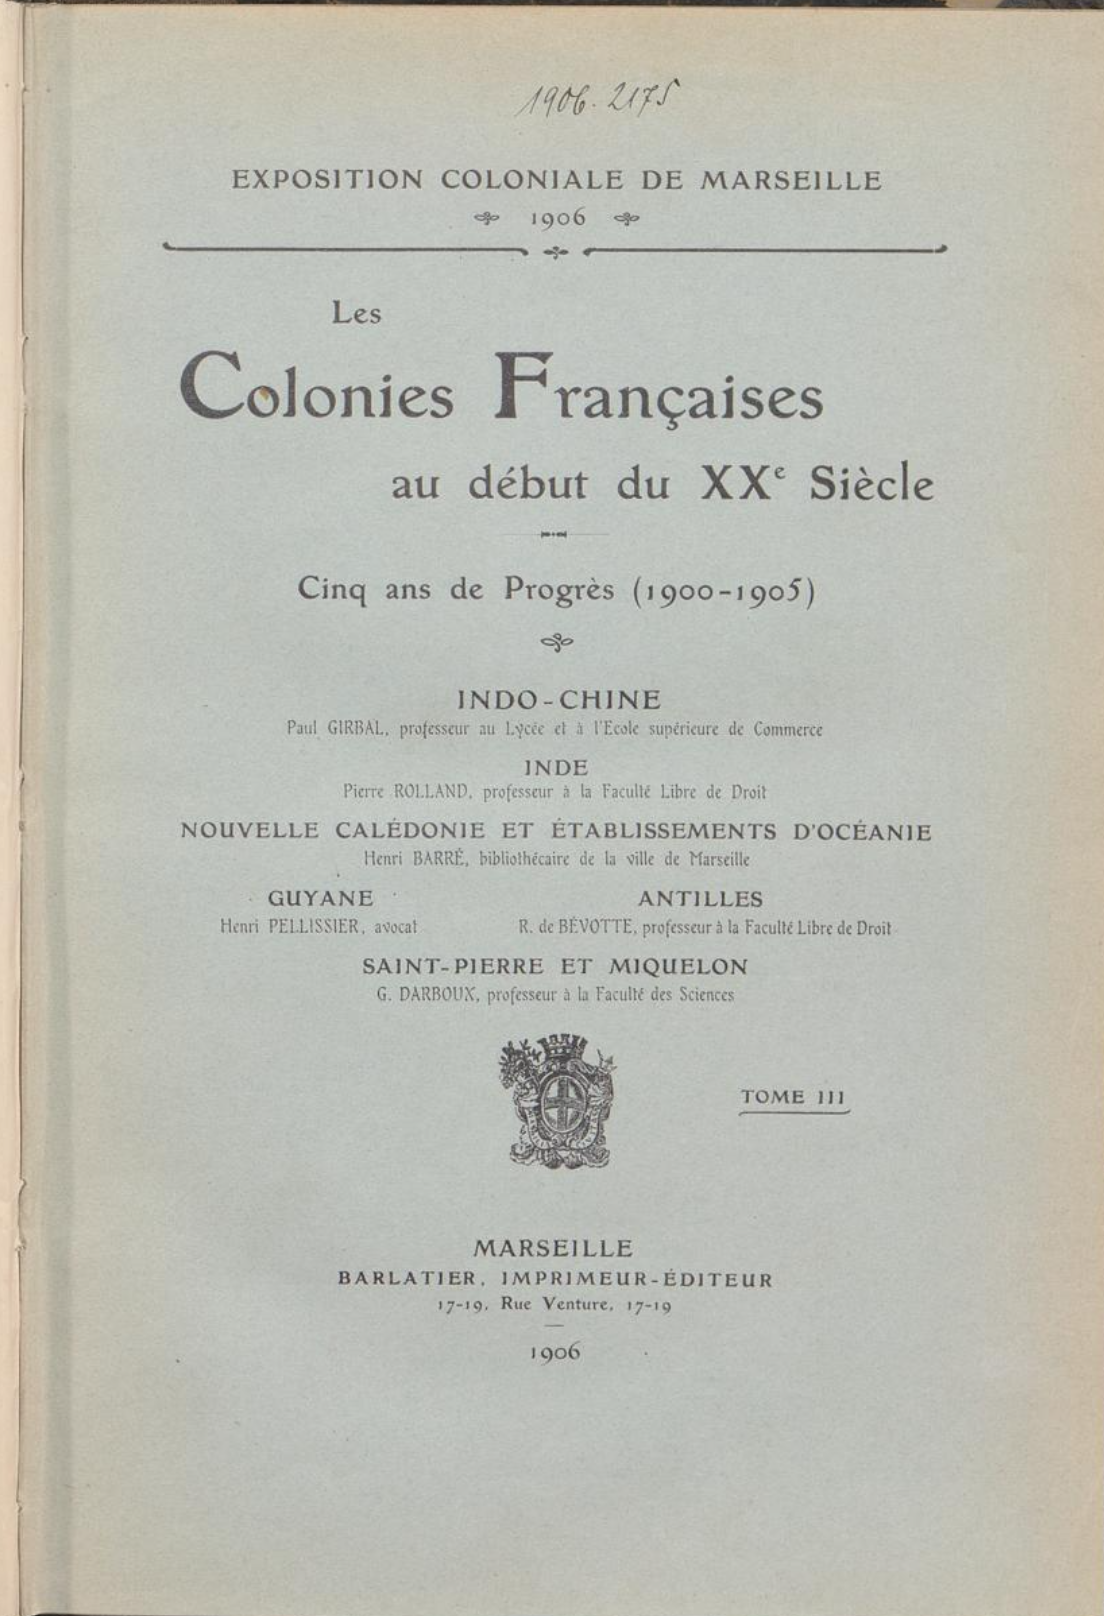 1906.2175
EXPOSITION COLONIALE DE MARSEILLE
1906
Les
Colonies Françaises
au début du XXe Siècle
Cinq ans de Progrès (1900-1905)
INDO-CHINE
Paul GIRBAL, professeur au Lycée et à l'Ecole supérieure de Commerce
INDE
Pierre ROLLAND, professeur à la Faculté Libre de Droit
NOUVELLE CALÉDONIE ET ÉTABLISSEMENTS D'OCÉANIE
Henri BARRÉ, bibliothécaire de la ville de Marseille
GUYANE
Henri PELLISSIER, avocat
ANTILLES
R. de BÉVOTTE, professeur à la Faculté Libre de Droit
SAINT-PIERRE ET MIQUELON
G. DARBOUX, professeur à la Faculté des Sciences
TOME III
MARSEILLE
BARLATIER, IMPRIMEUR-ÉDITEUR
17-19, Rue Venture, 17-19
1906